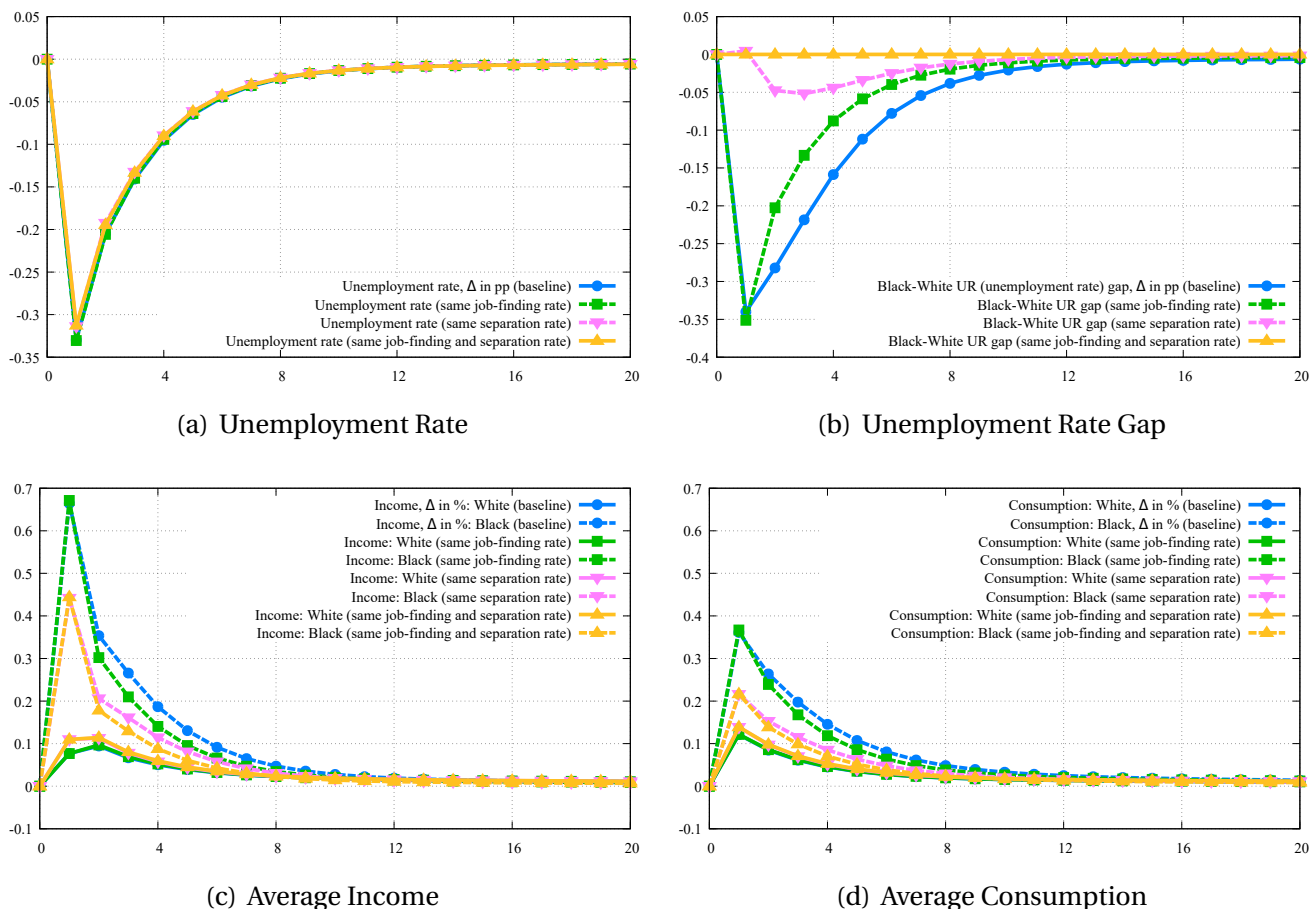 0.05
0
-0.05
-0.1
-0.15
-0.2
-0.25
-0.3
-0.35
0 4 8 12 16 20
Unemployment rate, Δ in pp (baseline)
Unemployment rate (same job-finding rate)
Unemployment rate (same separation rate)
Unemployment rate (same job-finding and separation rate)
(a) Unemployment Rate
0.05
0
-0.05
-0.1
-0.15
-0.2
-0.25
-0.3
-0.35
-0.4
0 4 8 12 16 20
Black-White UR (unemployment rate) gap, Δ in pp (baseline)
Black-White UR gap (same job-finding rate)
Black-White UR gap (same separation rate)
Black-White UR gap (same job-finding and separation rate)
(b) Unemployment Rate Gap
0.7
0.6
0.5
0.4
0.3
0.2
0.1
0
-0.1
0 4 8 12 16 20
Income, Δ in %: White (baseline)
Income, Δ in %: Black (baseline)
Income: White (same job-finding rate)
Income: Black (same job-finding rate)
Income: White (same separation rate)
Income: Black (same separation rate)
Income: White (same job-finding and separation rate)
Income: Black (same job-finding and separation rate)
(c) Average Income
0.7
0.6
0.5
0.4
0.3
0.2
0.1
0
-0.1
0 4 8 12 16 20
Consumption: White, Δ in % (baseline)
Consumption: Black, Δ in % (baseline)
Consumption: White (same job-finding rate)
Consumption: Black (same job-finding rate)
Consumption: White (same separation rate)
Consumption: Black (same separation rate)
Consumption: White (same job-finding and separation rate)
Consumption: Black (same job-finding and separation rate)
(d) Average Consumption